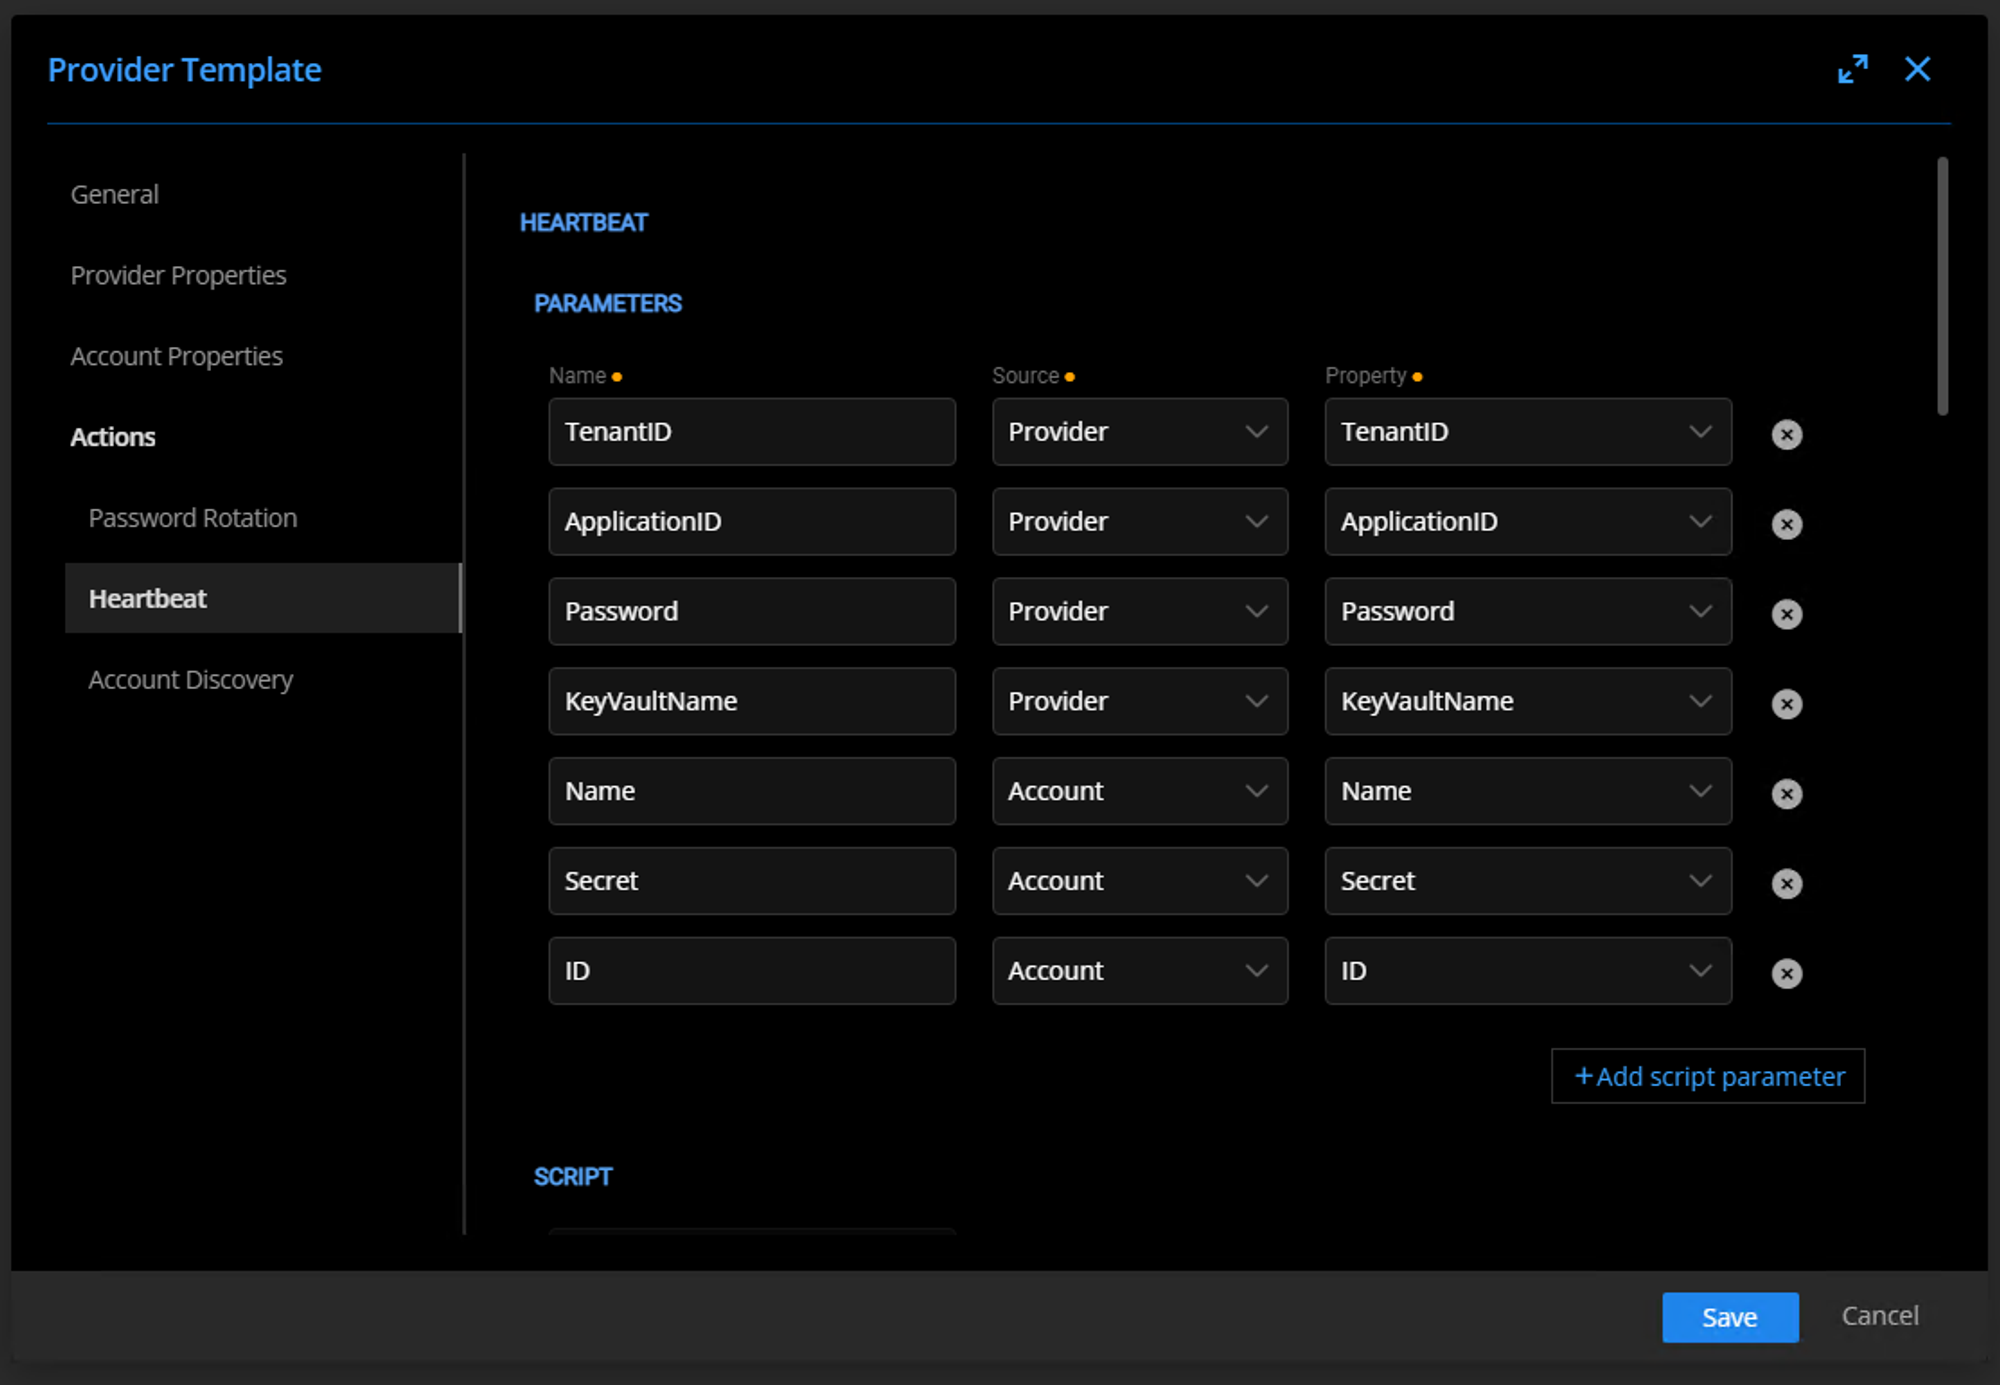 Provider Template
General
Provider Properties
Account Properties
Actions
Password Rotation
Heartbeat
Account Discovery
HEARTBEAT
PARAMETERS
Name Source Property
TenantID Provider TenantID
ApplicationID Provider ApplicationID
Password Provider Password
KeyVaultName Provider KeyVaultName
Name Account Name
Secret Account Secret
ID Account ID
+Add script parameter
SCRIPT
Save Cancel